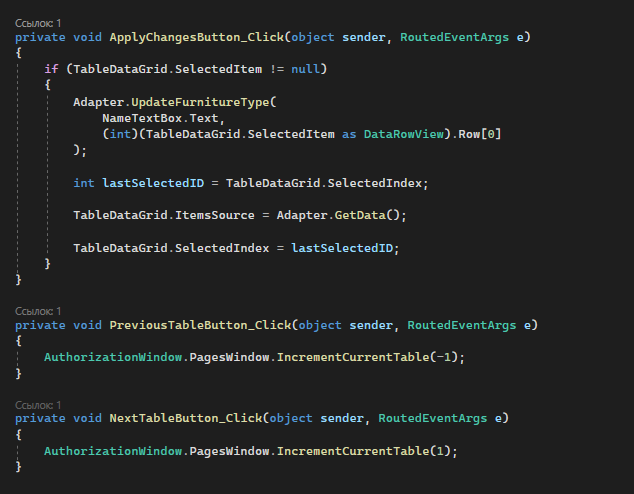 Ссылок: 1
private void ApplyChangesButton_Click(object sender, RoutedEventArgs e)
{
    if (TableDataGrid.SelectedItem != null)
    {
        Adapter.UpdateFurnitureType(
            NameTextBox.Text,
            (int)(TableDataGrid.SelectedItem as DataRowView).Row[0]
        );

        int lastSelectedID = TableDataGrid.SelectedIndex;

        TableDataGrid.ItemsSource = Adapter.GetData();

        TableDataGrid.SelectedIndex = lastSelectedID;
    }
}

Ссылок: 1
private void PreviousTableButton_Click(object sender, RoutedEventArgs e)
{
    AuthorizationWindow.PagesWindow.IncrementCurrentTable(-1);
}

Ссылок: 1
private void NextTableButton_Click(object sender, RoutedEventArgs e)
{
    AuthorizationWindow.PagesWindow.IncrementCurrentTable(1);
}